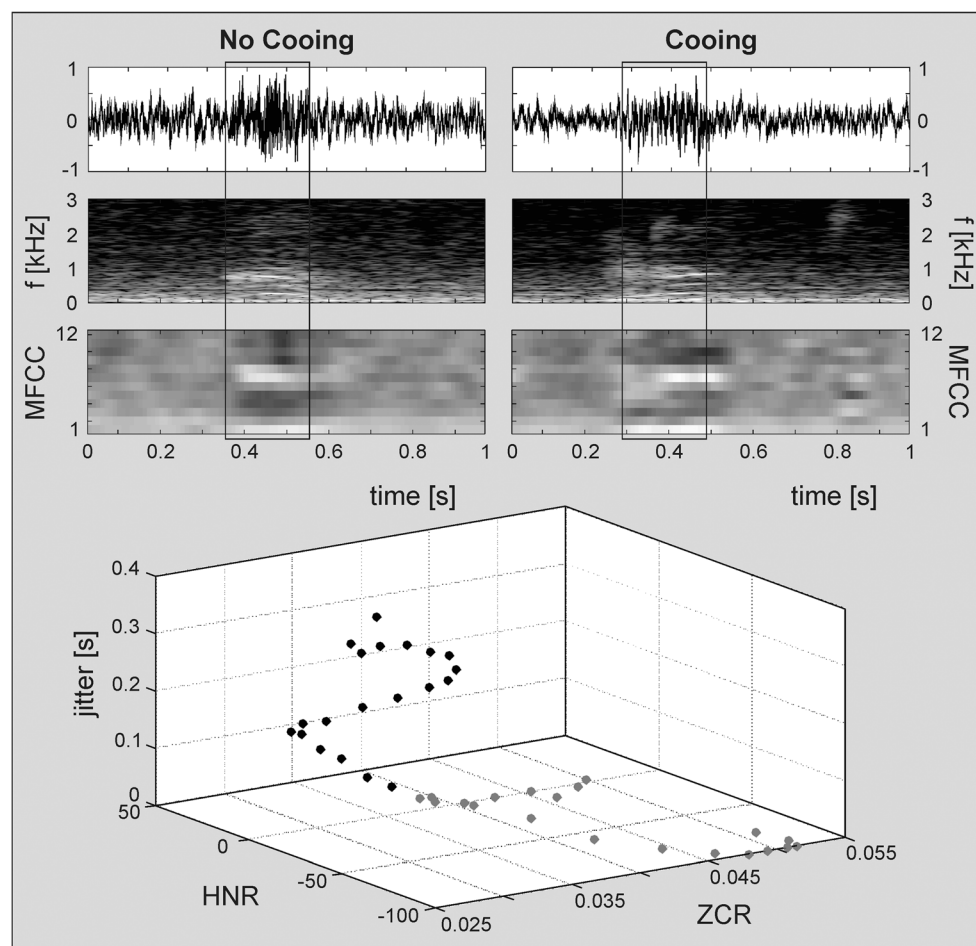 No Cooing Cooing
1 1
0 0
-1 -1
3 3
2 2
1 1
0 0
f [kHz] f [kHz]
12 12
MFCC MFCC
1 1
0 0.2 0.4 0.6 0.8 1 0 0.2 0.4 0.6 0.8 1
time [s] time [s]
0.4
0.3
0.2
0.1
0
jitter [s]
50
0
-50
-100
HNR
0.025
0.035
0.045
0.055
ZCR